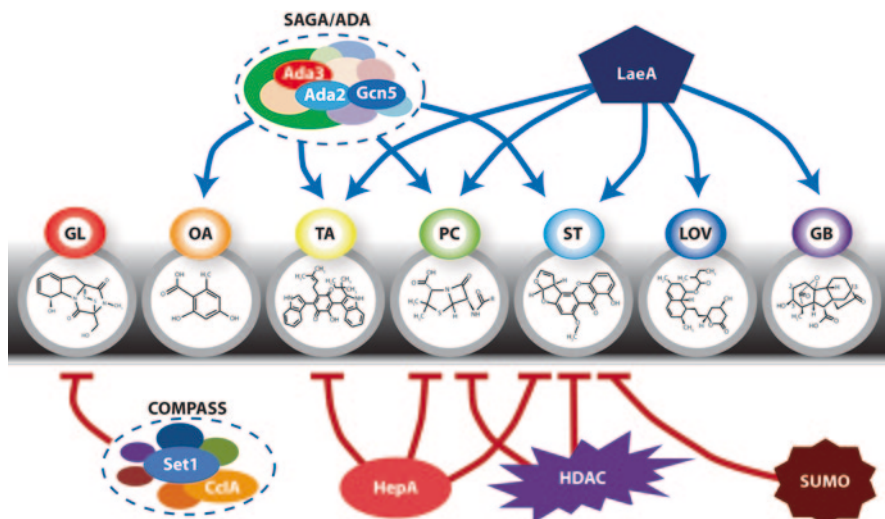 SAGA/ADA
Ada3
Ada2
Gcn5
LaeA
GL
OA
TA
PC
ST
LOV
GB
COMPASS
Set1
CclA
HepA
HDAC
SUMO